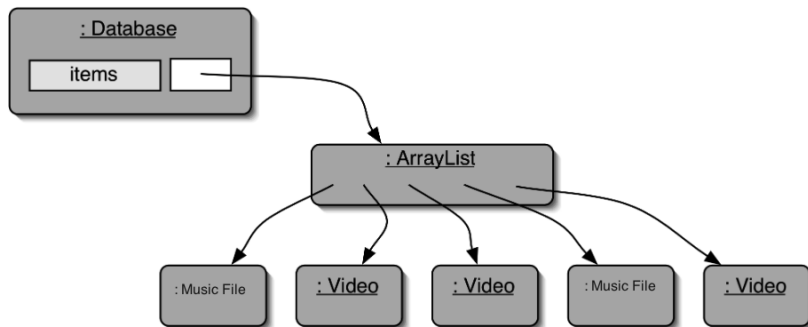 : Database
items
: ArrayList
: Music File
: Video
: Video
: Music File
: Video